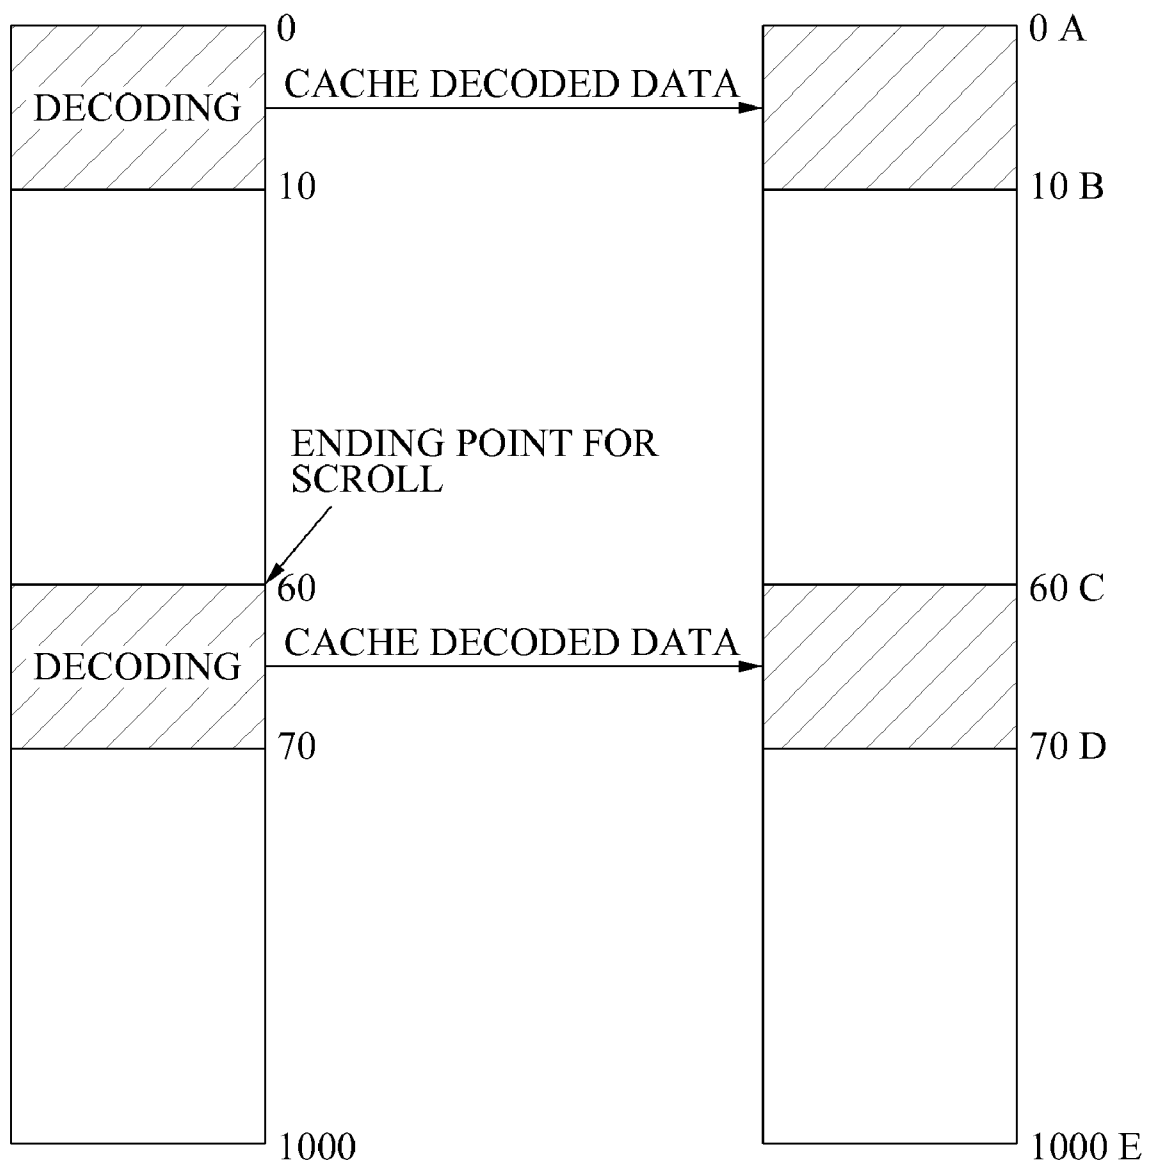 0
0 A
CACHE DECODED DATA
DECODING
10
10 B
ENDING POINT FOR
SCROLL
60
60 C
CACHE DECODED DATA
DECODING
70
70 D
1000
1000 E